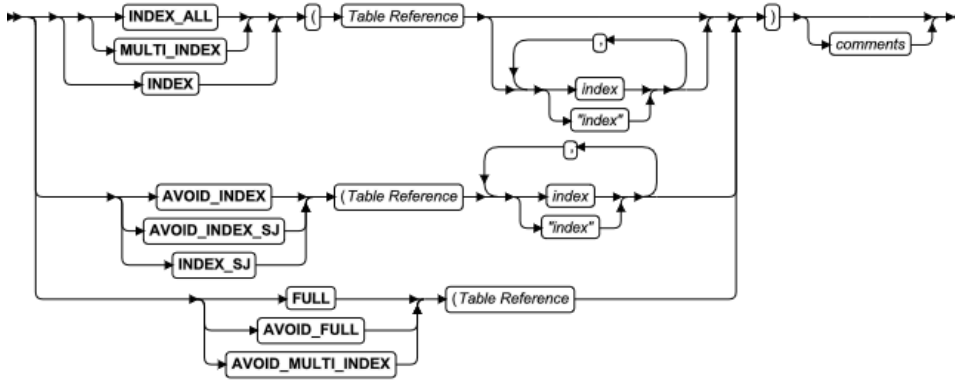 INDEX_ALL ( Table Reference ) 
MULTI_INDEX , comments
INDEX index
"index"
,
AVOID_INDEX ( Table Reference index
AVOID_INDEX_SJ "index"
INDEX_SJ
FULL ( Table Reference
AVOID_FULL
AVOID_MULTI_INDEX